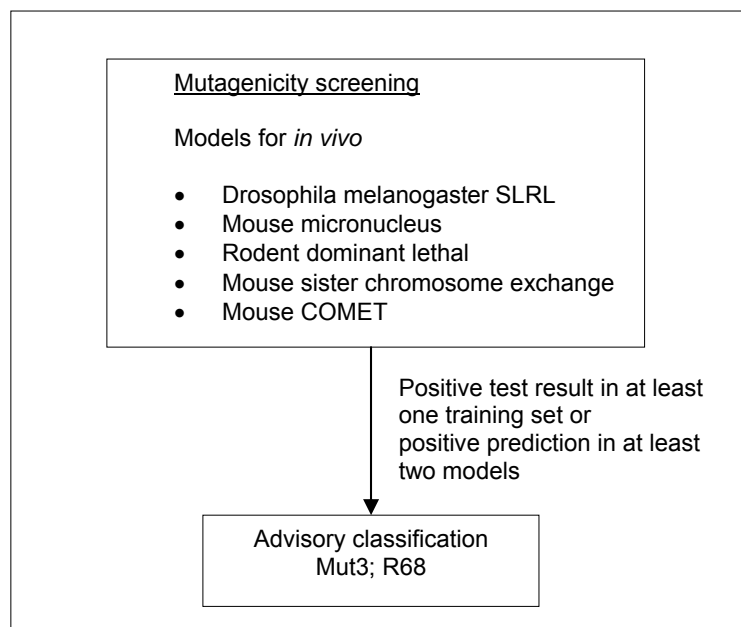 Mutagenicity screening
Models for in vivo
• Drosophila melanogaster SLRL
• Mouse micronucleus
• Rodent dominant lethal
• Mouse sister chromosome exchange
• Mouse COMET
Positive test result in at least
one training set or
positive prediction in at least
two models
Advisory classification
Mut3; R68